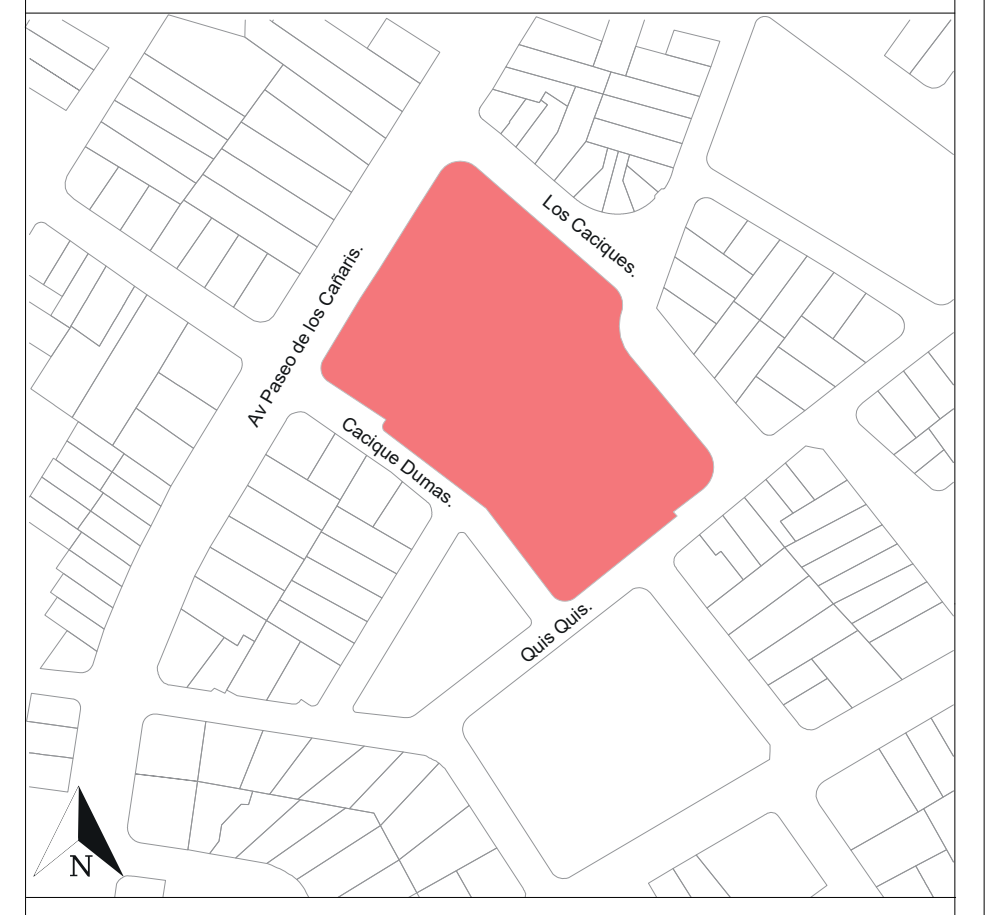 Los Caciques.
Av Paseo de los Cañaris.
Cacique Dumas.
Quis Quis.
N